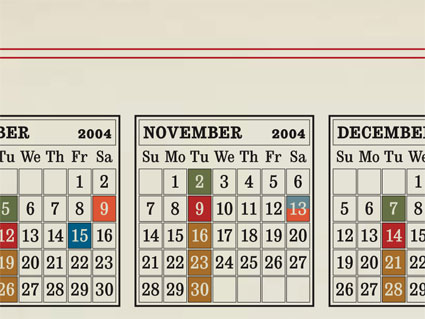 BER 2004
Tu We Th Fr Sa
1 2
5 6 7 8 9
12 13 14 15 16
19 20 21 22 23
26 27 28 29 30
NOVEMBER 2004
Su Mo Tu We Th Fr Sa
1 2 3 4 5 6
7 8 9 10 11 12 13
14 15 16 17 18 19 20
21 22 23 24 25 26 27
28 29 30
DECEMBER
Su Mo Tu We
1
5 6 7 8
12 13 14 15
19 20 21 22
26 27 28 29